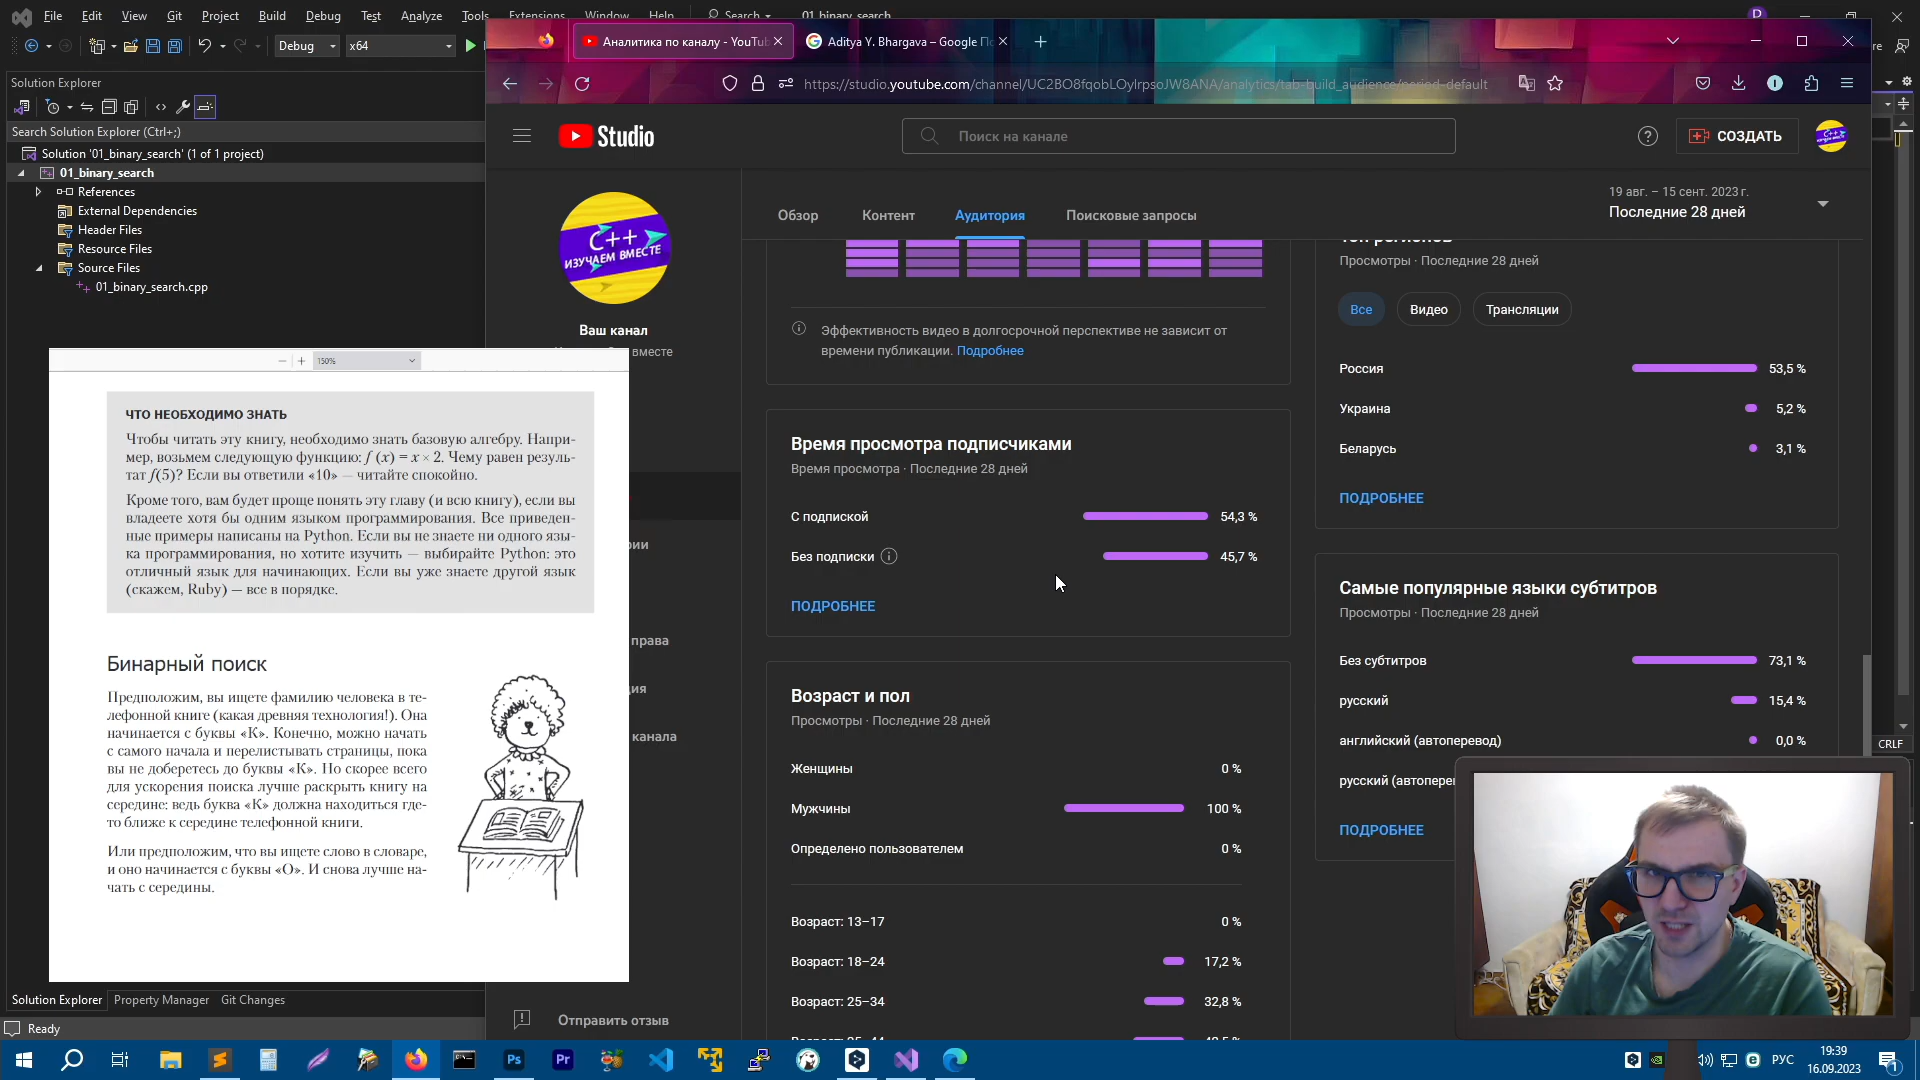 File Edit View Git Project Build Debug Test Analyze Tools Extensions Window Help Search 01_binary_search
Debug x64
Аналитика по каналу - YouTub
Aditya Y. Bhargava – Google По
https://studio.youtube.com/channel/UC2BO8fqobLOylrpsoJW8ANA/analytics/tab-build_audience/period-default
Solution Explorer
Search Solution Explorer (Ctrl+;)
Solution '01_binary_search' (1 of 1 project)
01_binary_search
References
External Dependencies
Header Files
Resource Files
Source Files
01_binary_search.cpp
Studio
Поиск на канале
СОЗДАТЬ
C++
ИЗУЧАЕМ ВМЕСТЕ
Ваш канал
вместе
Обзор Контент Аудитория Поисковые запросы
19 авг. – 15 сент. 2023 г.
Последние 28 дней
Эффективность видео в долгосрочной перспективе не зависит от
времени публикации. Подробнее
Время просмотра подписчиками
Время просмотра · Последние 28 дней
С подпиской 54,3 %
Без подписки 45,7 %
ПОДРОБНЕЕ
Возраст и пол
Просмотры · Последние 28 дней
Женщины 0 %
Мужчины 100 %
Определено пользователем 0 %
Возраст: 13–17 0 %
Возраст: 18–24 17,2 %
Возраст: 25–34 32,8 %
Просмотры · Последние 28 дней
Все Видео Трансляции
Россия 53,5 %
Украина 5,2 %
Беларусь 3,1 %
ПОДРОБНЕЕ
Самые популярные языки субтитров
Просмотры · Последние 28 дней
Без субтитров 73,1 %
русский 15,4 %
английский (автоперевод) 0,0 %
русский (автопере
ПОДРОБНЕЕ
CRLF
рии
права
ция
канала
Отправить отзыв
150%
ЧТО НЕОБХОДИМО ЗНАТЬ
Чтобы читать эту книгу, необходимо знать базовую алгебру. Напри-
мер, возьмем следующую функцию: f (x) = x × 2. Чему равен резуль-
тат f(5)? Если вы ответили «10» — читайте спокойно.
Кроме того, вам будет проще понять эту главу (и всю книгу), если вы
владеете хотя бы одним языком программирования. Все приведен-
ные примеры написаны на Python. Если вы не знаете ни одного язы-
ка программирования, но хотите изучить — выбирайте Python: это
отличный язык для начинающих. Если вы уже знаете другой язык
(скажем, Ruby) — все в порядке.
Бинарный поиск
Предположим, вы ищете фамилию человека в те-
лефонной книге (какая древняя технология!). Она
начинается с буквы «К». Конечно, можно начать
с самого начала и перелистывать страницы, пока
вы не доберетесь до буквы «К». Но скорее всего
для ускорения поиска лучше раскрыть книгу на
середине: ведь буква «К» должна находиться где-
то ближе к середине телефонной книги.
Или предположим, что вы ищете слово в словаре,
и оно начинается с буквы «О». И снова лучше на-
чать с середины.
Solution Explorer Property Manager Git Changes
Ready
РУС
19:39
16.09.2023